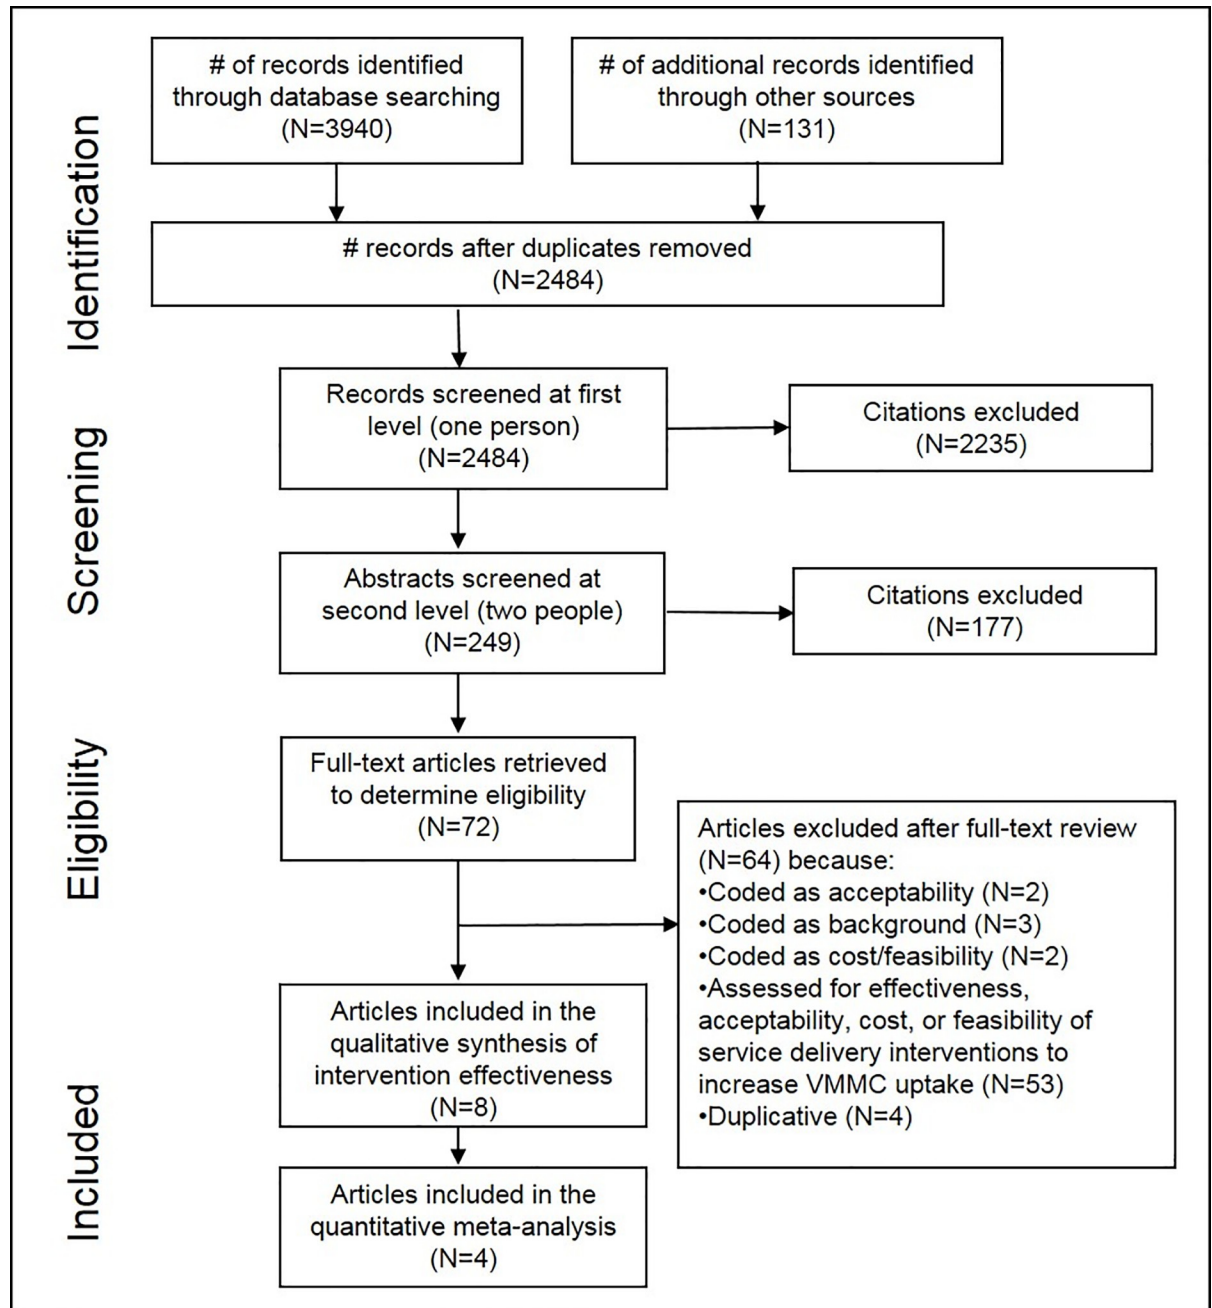 # of records identified
through database searching
(N=3940)
# of additional records identified
through other sources
(N=131)
Identification
# records after duplicates removed
(N=2484)
Records screened at first
level (one person)
(N=2484)
Citations excluded
(N=2235)
Screening
Abstracts screened at
second level (two people)
(N=249)
Citations excluded
(N=177)
Eligibility
Full-text articles retrieved
to determine eligibility
(N=72)
Articles excluded after full-text review
(N=64) because:
•Coded as acceptability (N=2)
•Coded as background (N=3)
•Coded as cost/feasibility (N=2)
•Assessed for effectiveness,
acceptability, cost, or feasibility of
service delivery interventions to
increase VMMC uptake (N=53)
•Duplicative (N=4)
Included
Articles included in the
qualitative synthesis of
intervention effectiveness
(N=8)
Articles included in the
quantitative meta-analysis
(N=4)